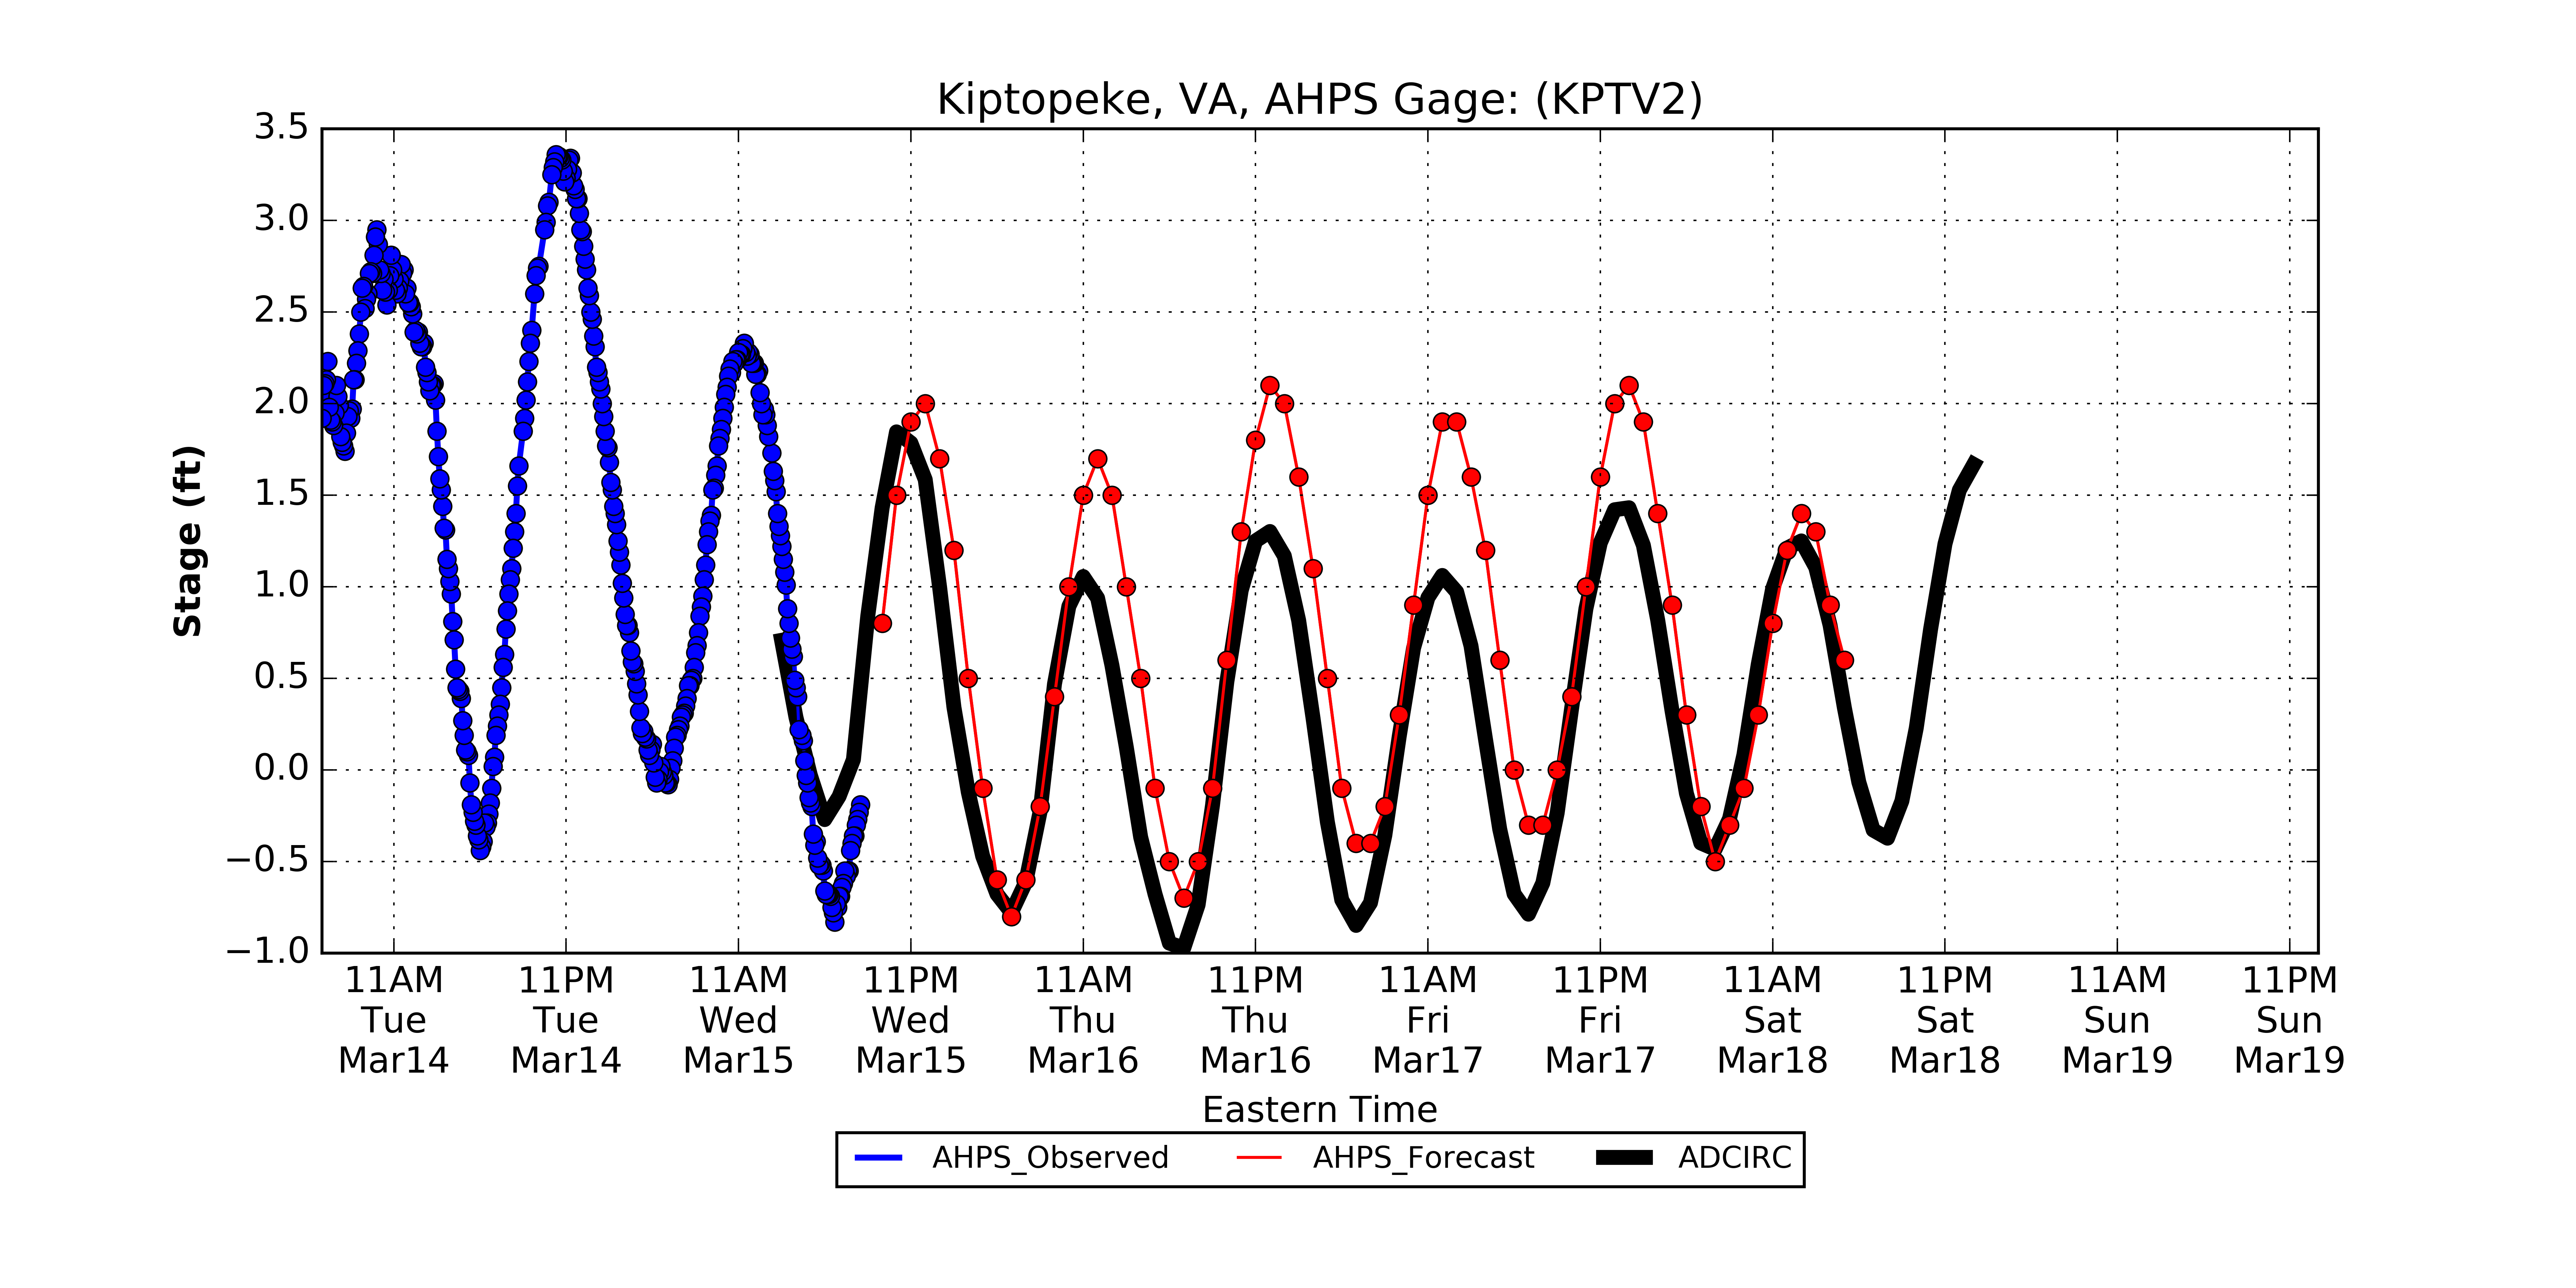 Kiptopeke, VA, AHPS Gage: (KPTV2)
3.5
3.0
2.5
2.0
1.5
1.0
0.5
0.0
−0.5
−1.0
Stage (ft)
11AM 11PM 11AM 11PM 11AM 11PM 11AM 11PM 11AM 11PM 11AM 11PM
Tue Tue Wed Wed Thu Thu Fri Fri Sat Sat Sun Sun
Mar14 Mar14 Mar15 Mar15 Mar16 Mar16 Mar17 Mar17 Mar18 Mar18 Mar19 Mar19
Eastern Time
AHPS_Observed AHPS_Forecast ADCIRC